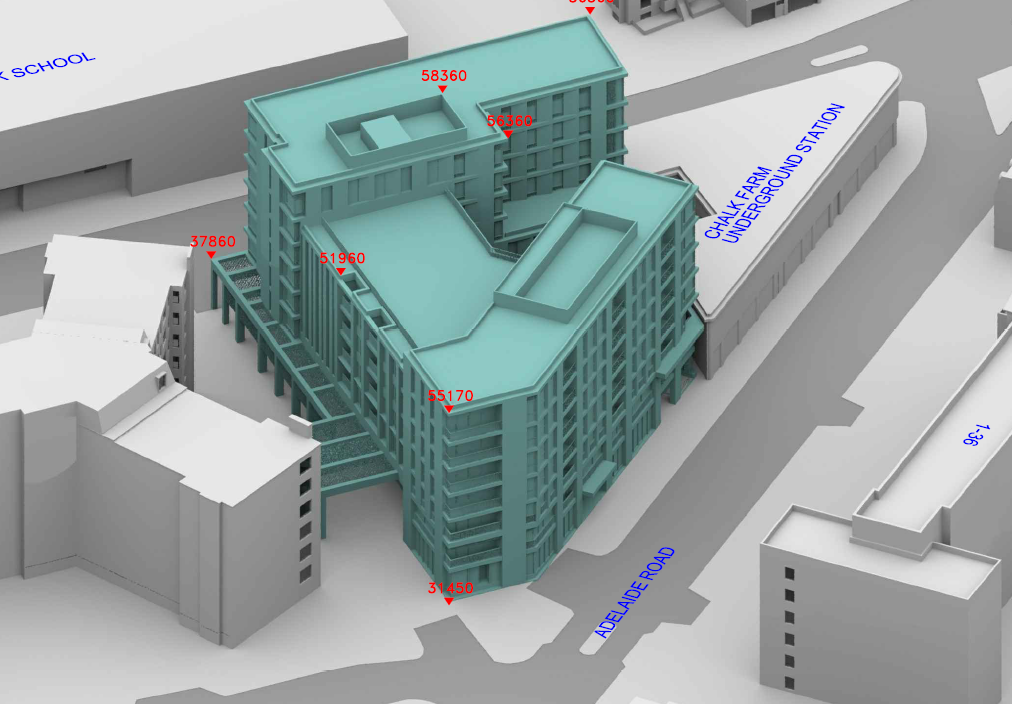 K SCHOOL
58360
56360
CHALK FARM
UNDERGROUND STATION
37860
51960
55170
1-36
31450
ADELAIDE ROAD